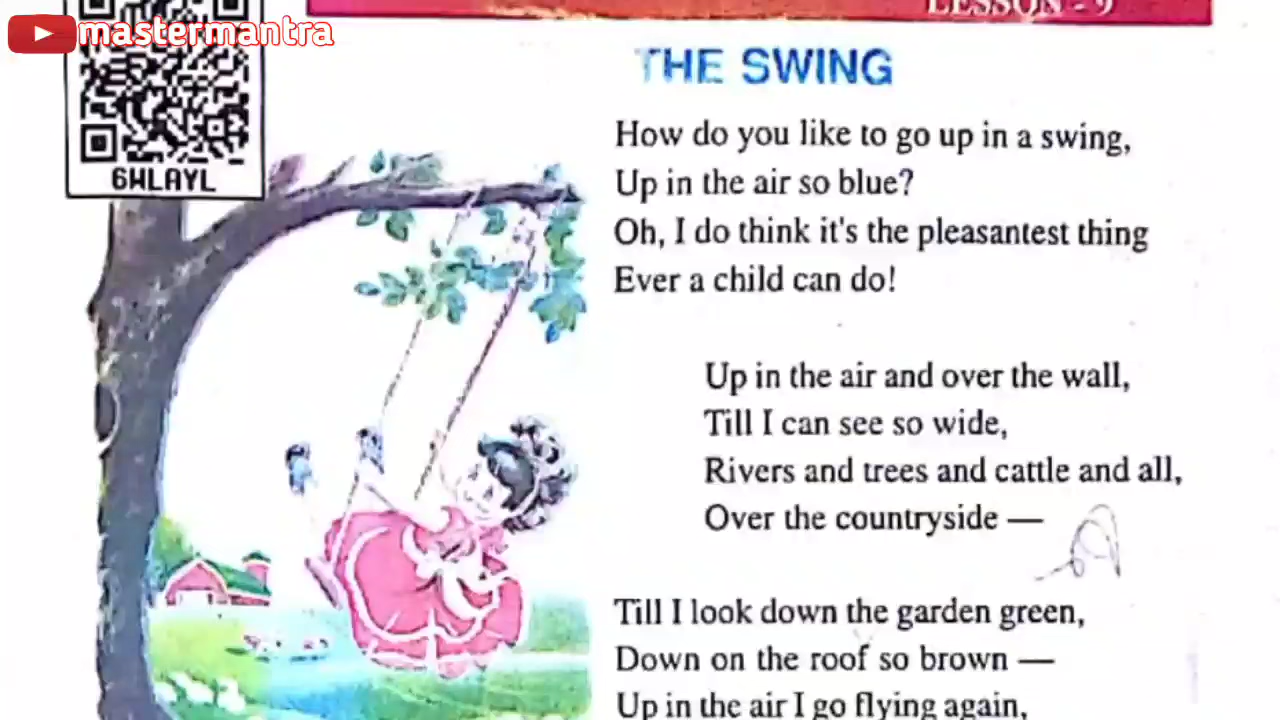 mastermantra
LESSON - 9
6WLAYL
THE SWING
How do you like to go up in a swing,
Up in the air so blue?
Oh, I do think it's the pleasantest thing
Ever a child can do!
Up in the air and over the wall,
Till I can see so wide,
Rivers and trees and cattle and all,
Over the countryside —
Till I look down the garden green,
Down on the roof so brown —
Up in the air I go flying again,